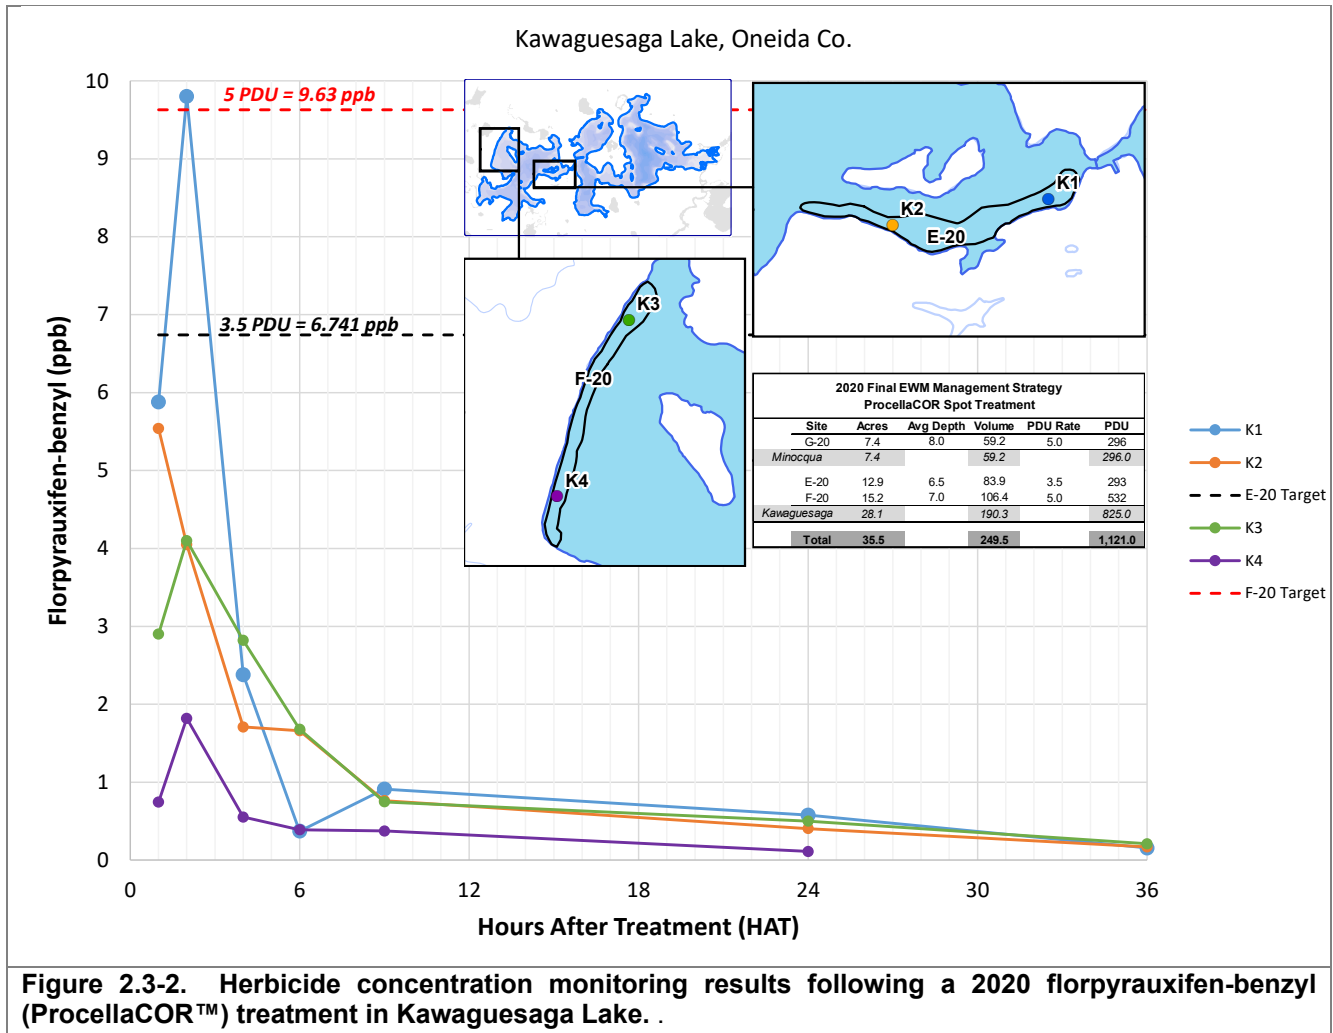 Kawaguesaga Lake, Oneida Co.
10
9
8
7
6
5
4
3
2
1
0
Florpyrauxifen-benzyl (ppb)
5 PDU = 9.63 ppb
3.5 PDU = 6.741 ppb
K1
K2
E-20
K3
F-20
K4
2020 Final EWM Management Strategy
ProcellaCOR Spot Treatment
Site Acres Avg Depth Volume PDU Rate PDU
G-20 7.4 8.0 59.2 5.0 296
Minocqua 7.4 59.2 296.0
E-20 12.9 6.5 83.9 3.5 293
F-20 15.2 7.0 106.4 5.0 532
Kawaguesaga 28.1 190.3 825.0
Total 35.5 249.5 1,121.0
K1
K2
E-20 Target
K3
K4
F-20 Target
0 6 12 18 24 30 36
Hours After Treatment (HAT)
Figure 2.3-2. Herbicide concentration monitoring results following a 2020 florpyrauxifen-benzyl
(ProcellaCOR™) treatment in Kawaguesaga Lake. .